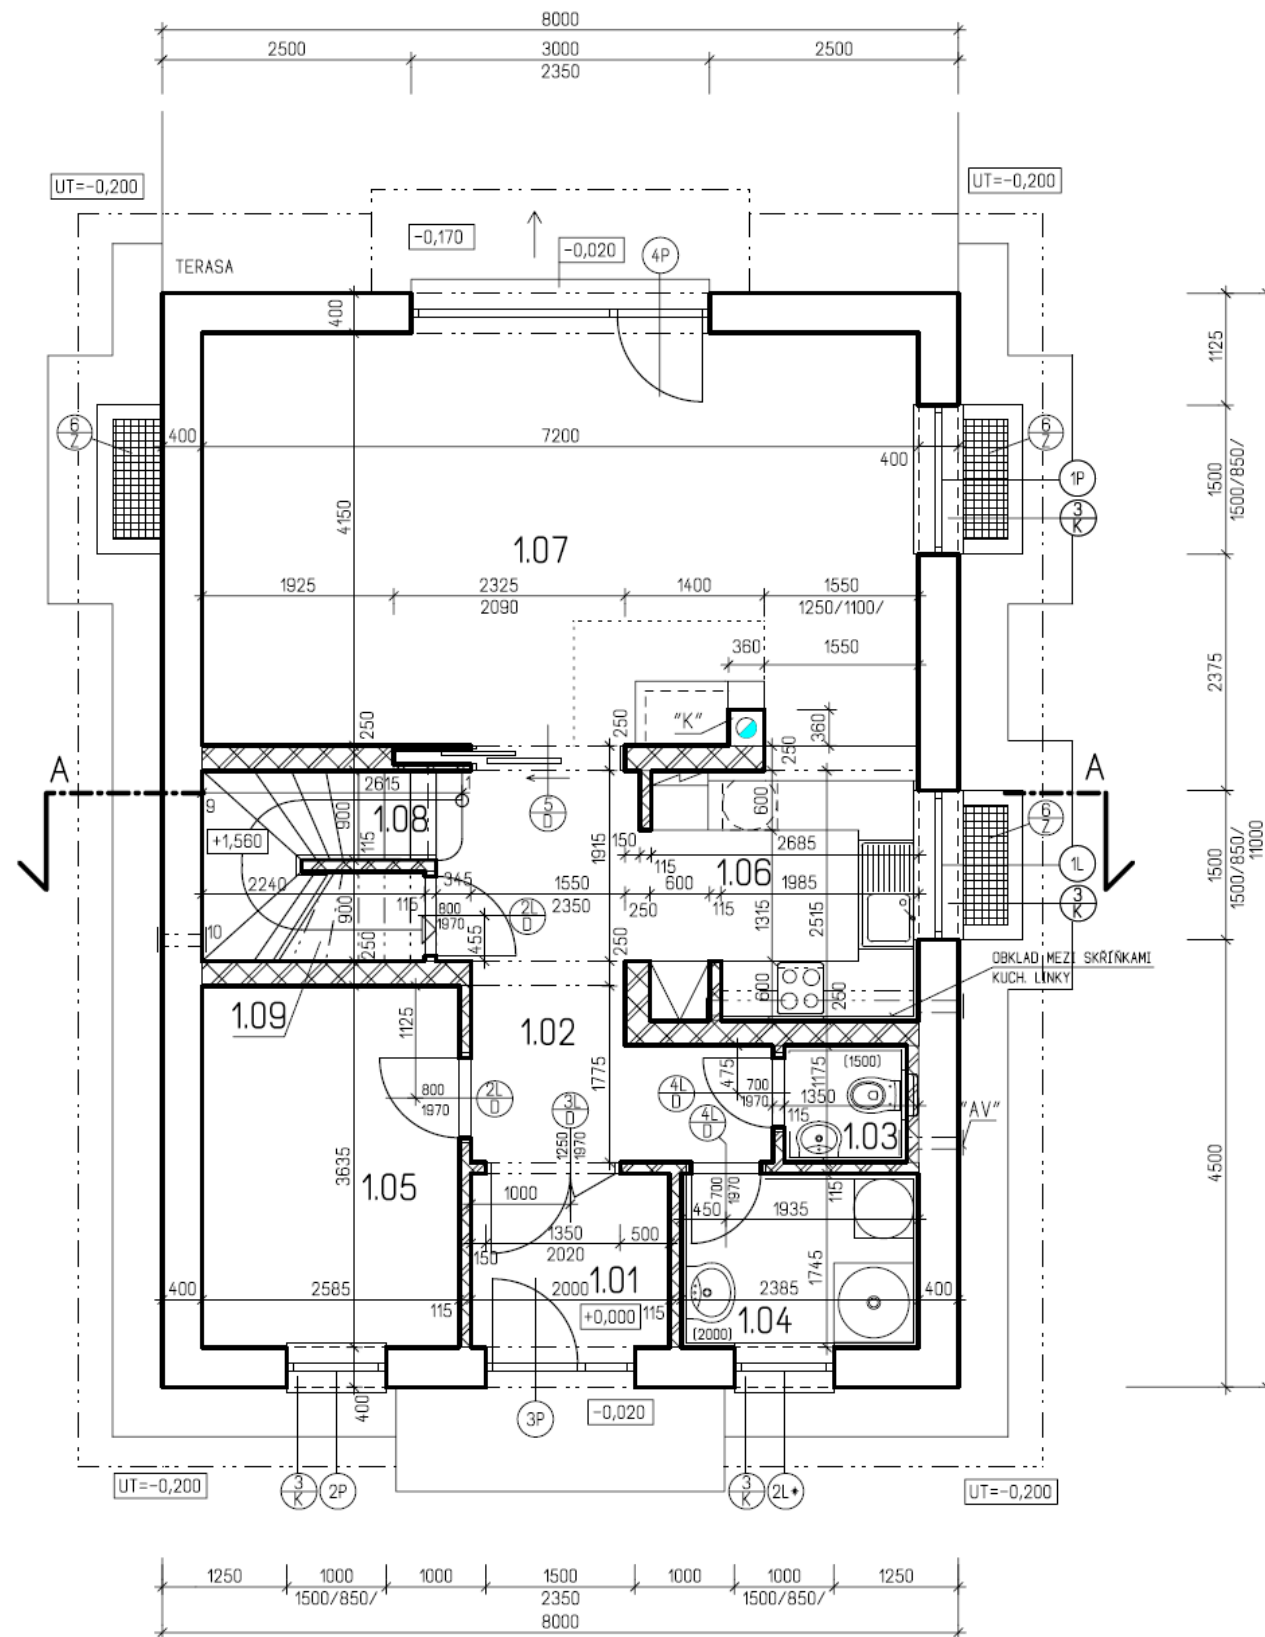 8000
2500 3000 2500
2350
UT=-0,200
UT=-0,200
-0,170
-0,020
4P
TERASA
400
1125
6
Z
400
7200
400
6
Z
1P
1500
1500/850/
3
K
4150
1.07
1925 2325 1400 1550
2090 1250/1100/
360 1550
2375
"K"
250
250
360
250
A
A
2615
1
9
1.08
900
+1,560
115
5
D
600
6
Z
1915
150
115
2685
1.06
1L
1500
1500/850/
11000
2240
345
1550
2350
600
1985
115
250
115
800
1970
2L
D
3
K
900
455
1315
2515
10
250
250
OBKLAD MEZI SKŘÍŇKAMI
KUCH. LINKY
600
250
1.09
1125
1.02
1775
475
(1500)
1175
700
1970
1350
115
4L
D
4L
D
800
1970
2L
D
3L
D
1250
1970
1.03
"AV"
3635
1.05
4500
1000
700
1970
115
450
1935
1350
500
2020
150
1745
1.01
400
2585
115
2000
+0,000
115
2385
400
1.04
(2000)
400
3P
-0,020
UT=-0,200
3
K
2P
3
K
2L*
UT=-0,200
1250 1000 1000 1500 1000 1000 1250
1500/850/ 2350 1500/850/
8000